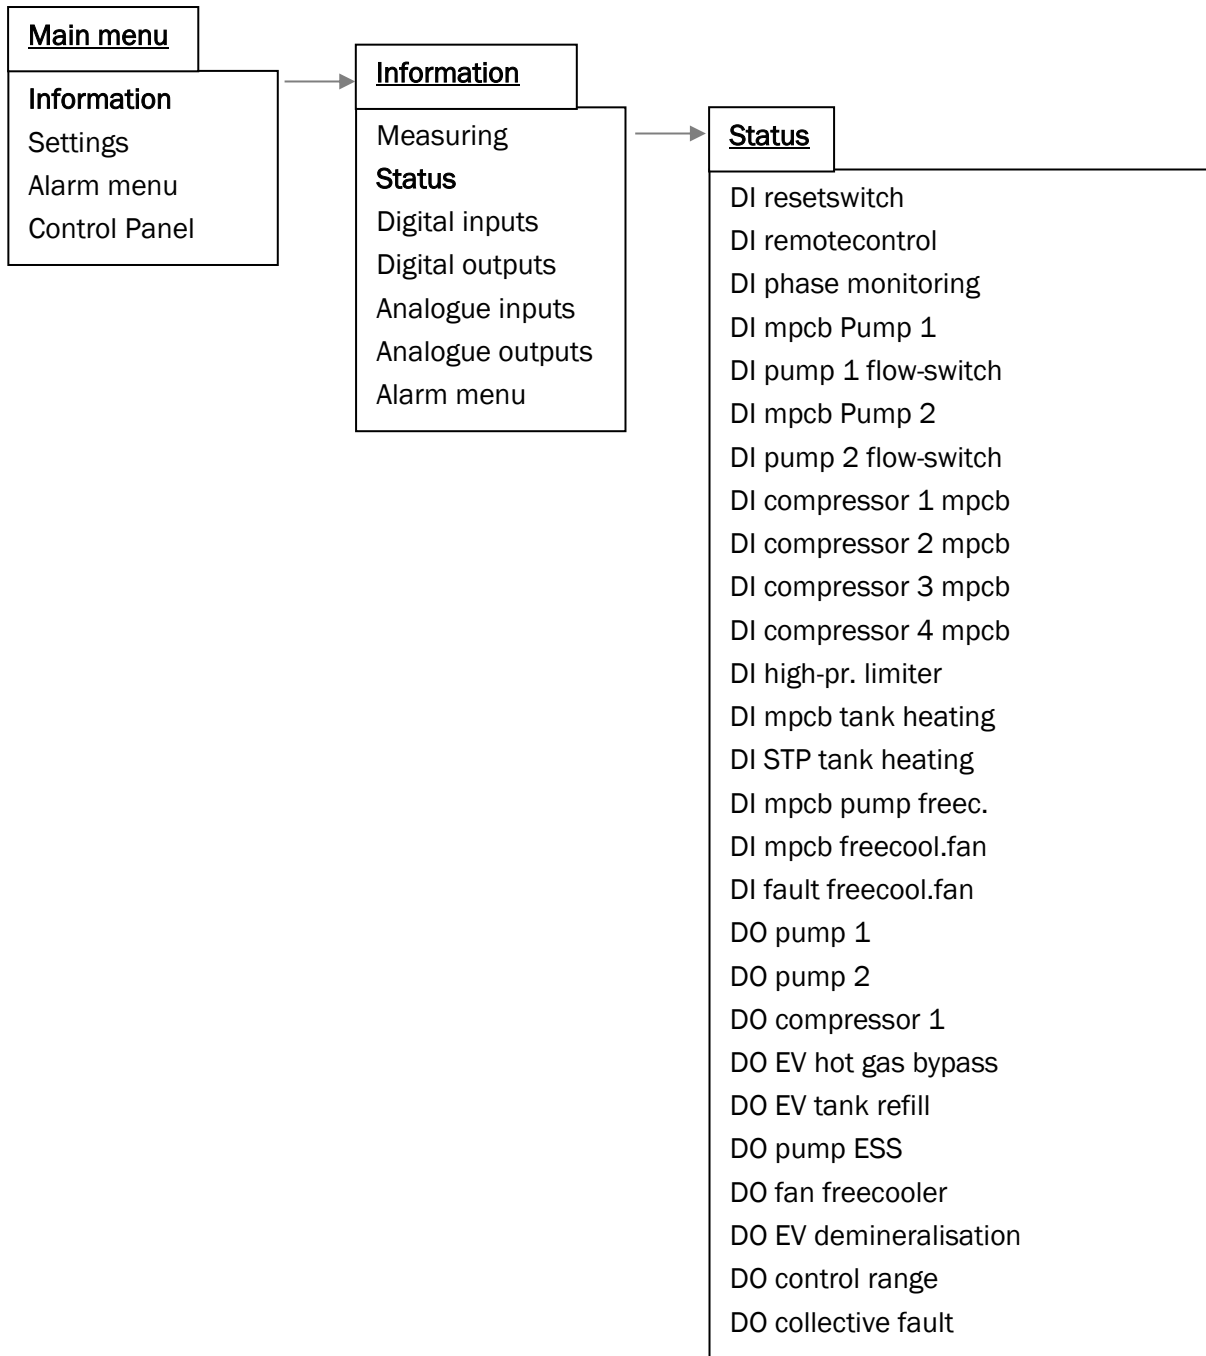 Main menu
Information
Settings
Alarm menu
Control Panel
Information
Measuring
Status
Digital inputs
Digital outputs
Analogue inputs
Analogue outputs
Alarm menu
Status
DI resetswitch
DI remotecontrol
DI phase monitoring
DI mpcb Pump 1
DI pump 1 flow-switch
DI mpcb Pump 2
DI pump 2 flow-switch
DI compressor 1 mpcb
DI compressor 2 mpcb
DI compressor 3 mpcb
DI compressor 4 mpcb
DI high-pr. limiter
DI mpcb tank heating
DI STP tank heating
DI mpcb pump freec.
DI mpcb freecool.fan
DI fault freecool.fan
DO pump 1
DO pump 2
DO compressor 1
DO EV hot gas bypass
DO EV tank refill
DO pump ESS
DO fan freecooler
DO EV demineralisation
DO control range
DO collective fault